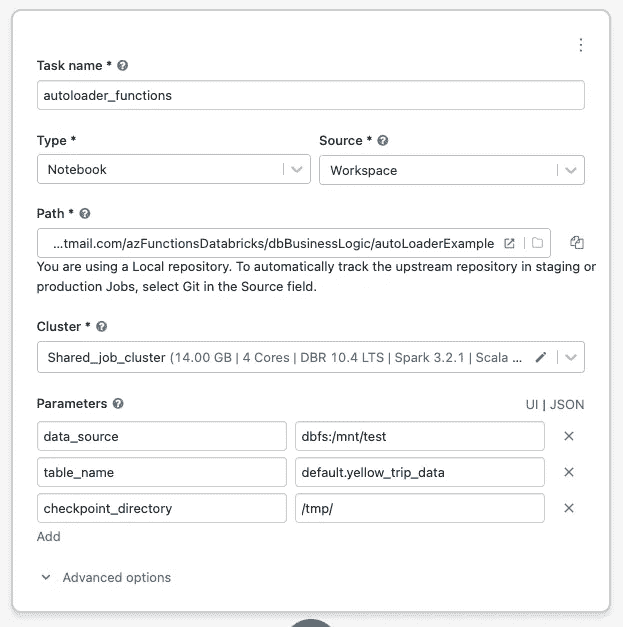 Task name *
autoloader_functions
Type * Source *
Notebook Workspace
Path *
...tmail.com/azFunctionsDatabricks/dbBusinessLogic/autoLoaderExample
You are using a Local repository. To automatically track the upstream repository in staging or
production Jobs, select Git in the Source field.
Cluster *
Shared_job_cluster (14.00 GB | 4 Cores | DBR 10.4 LTS | Spark 3.2.1 | Scala ...
Parameters UI | JSON
data_source dbfs:/mnt/test
table_name default.yellow_trip_data
checkpoint_directory /tmp/
Add
Advanced options